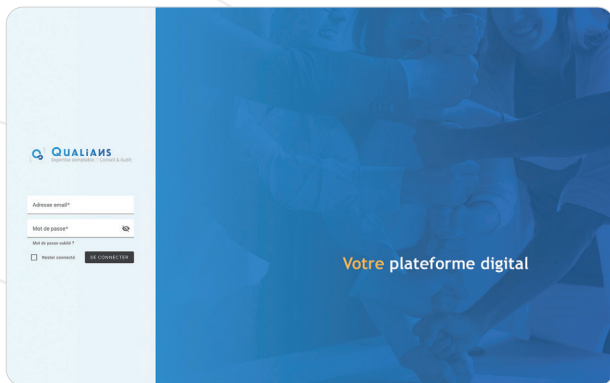 QUALiANS
Expertise comptable | Conseil & Audit
Adresse email*
Mot de passe*
Mot de passe oublié ?
Rester connecté
SE CONNECTER
Votre plateforme digital